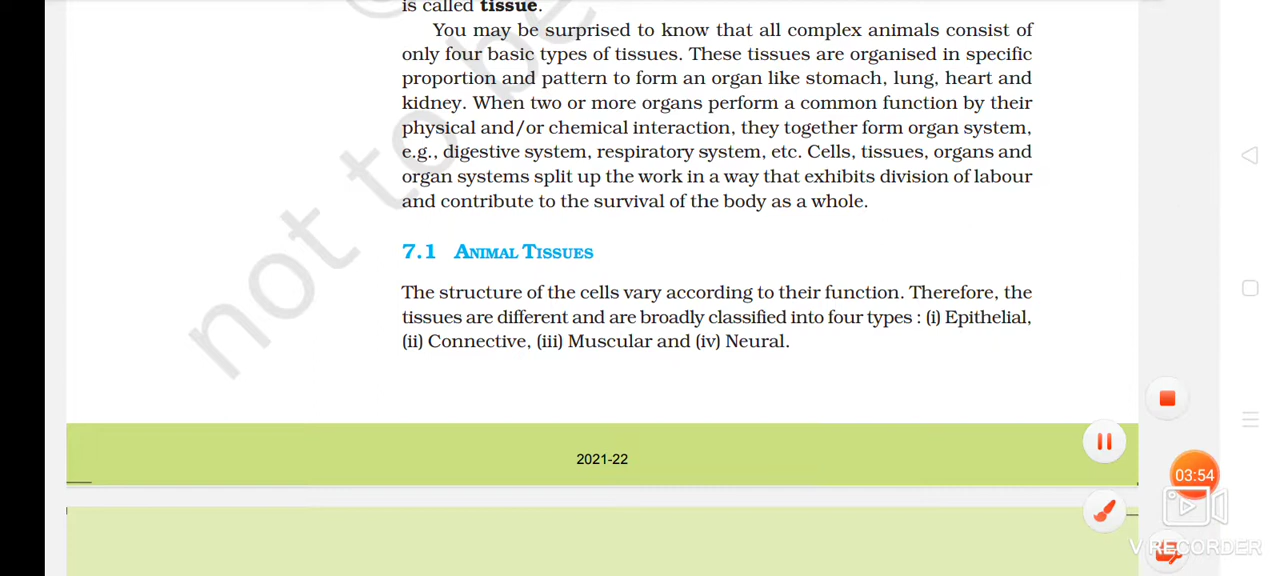 is called tissue.
You may be surprised to know that all complex animals consist of
only four basic types of tissues. These tissues are organised in specific
proportion and pattern to form an organ like stomach, lung, heart and
kidney. When two or more organs perform a common function by their
physical and/or chemical interaction, they together form organ system,
e.g., digestive system, respiratory system, etc. Cells, tissues, organs and
organ systems split up the work in a way that exhibits division of labour
and contribute to the survival of the body as a whole.
7.1 ANIMAL TISSUES
The structure of the cells vary according to their function. Therefore, the
tissues are different and are broadly classified into four types : (i) Epithelial,
(ii) Connective, (iii) Muscular and (iv) Neural.
not to be
2021-22
03:54
V RECORDER